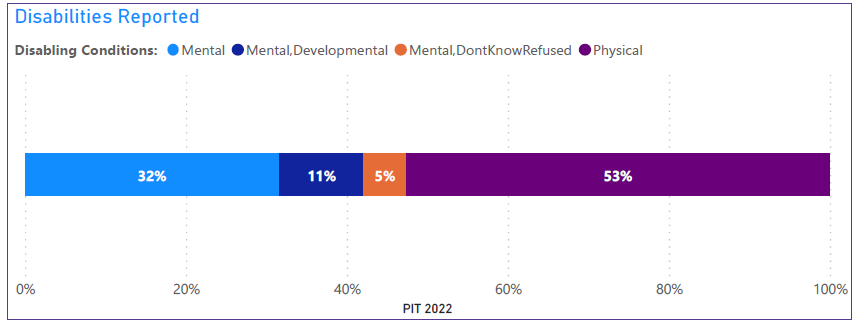 Disabilities Reported
Disabling Conditions: Mental Mental,Developmental Mental,DontKnowRefused Physical
32% 11% 5% 53%
0% 20% 40% 60% 80% 100%
PIT 2022